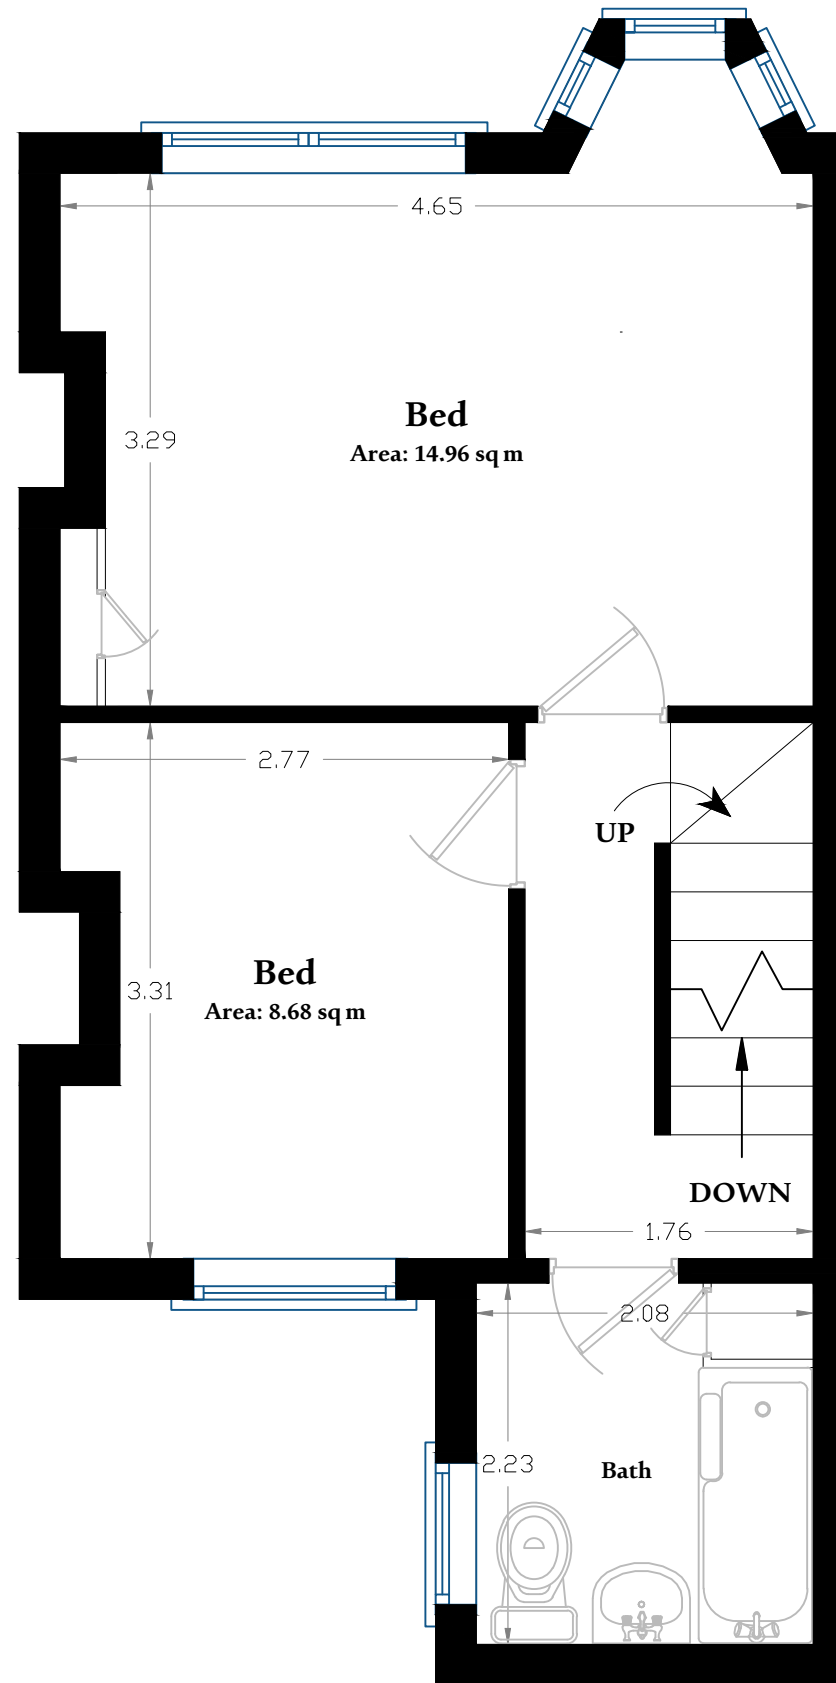 4.65
Bed
Area: 14.96 sq m
3.29
2.77
UP
Bed
Area: 8.68 sq m
3.31
DOWN
1.76
2.08
2.23
Bath